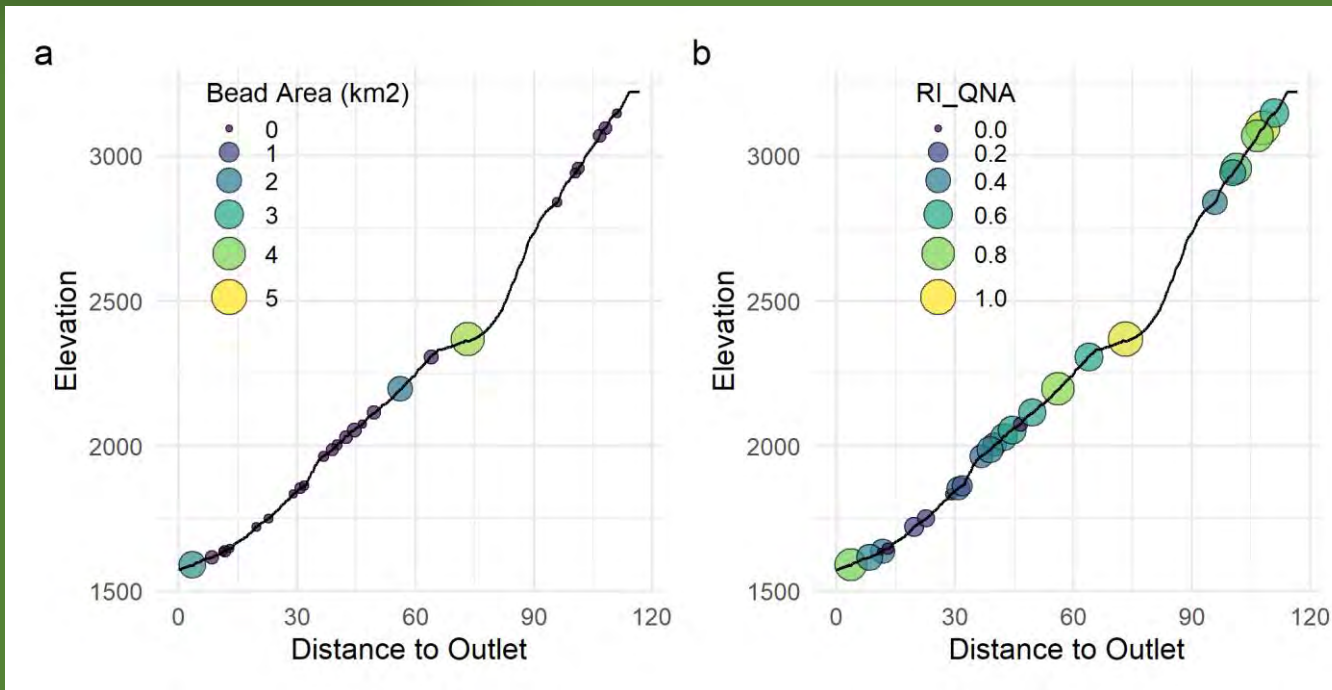 a
Bead Area (km2)
0
1
2
3
4
5
3000
2500
2000
1500
Elevation
0 30 60 90 120
Distance to Outlet
b
RI_QNA
0.0
0.2
0.4
0.6
0.8
1.0
3000
2500
2000
1500
Elevation
0 30 60 90 120
Distance to Outlet